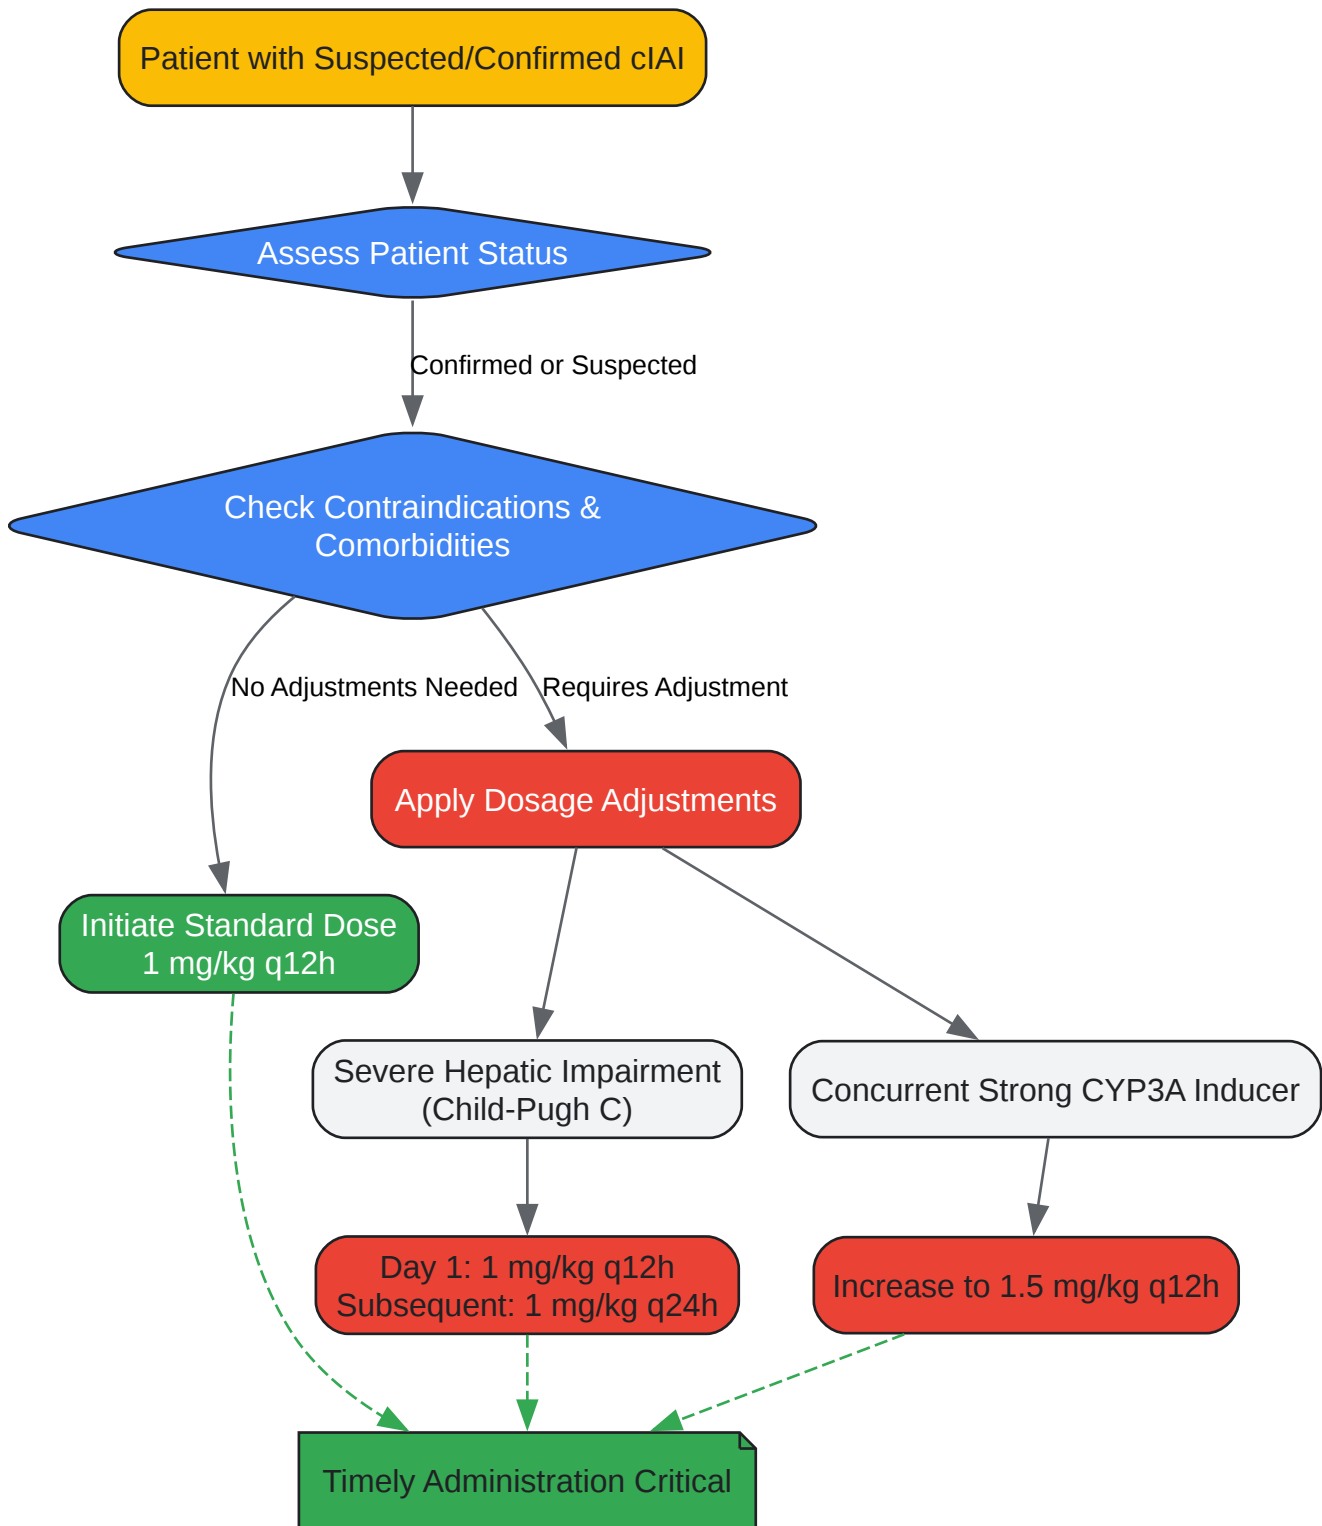 Patient with Suspected/Confirmed cIAI
Assess Patient Status
Confirmed or Suspected
Check Contraindications &
Comorbidities
No Adjustments Needed
Requires Adjustment
Apply Dosage Adjustments
Initiate Standard Dose
1 mg/kg q12h
Severe Hepatic Impairment
(Child-Pugh C)
Concurrent Strong CYP3A Inducer
Day 1: 1 mg/kg q12h
Subsequent: 1 mg/kg q24h
Increase to 1.5 mg/kg q12h
Timely Administration Critical